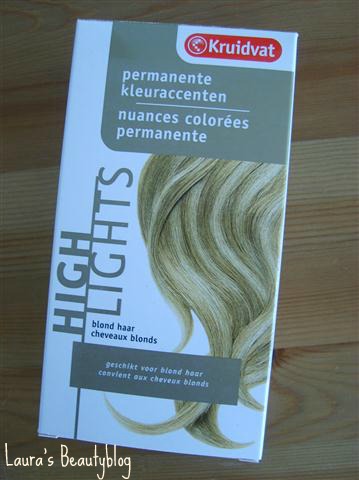 Kruidvat
permanente
kleuraccenten
nuances colorées
permanente
HIGH
LIGHTS
blond haar
cheveaux blonds
geschikt voor blond haar
convient aux cheveux blonds
Laura's Beautyblog